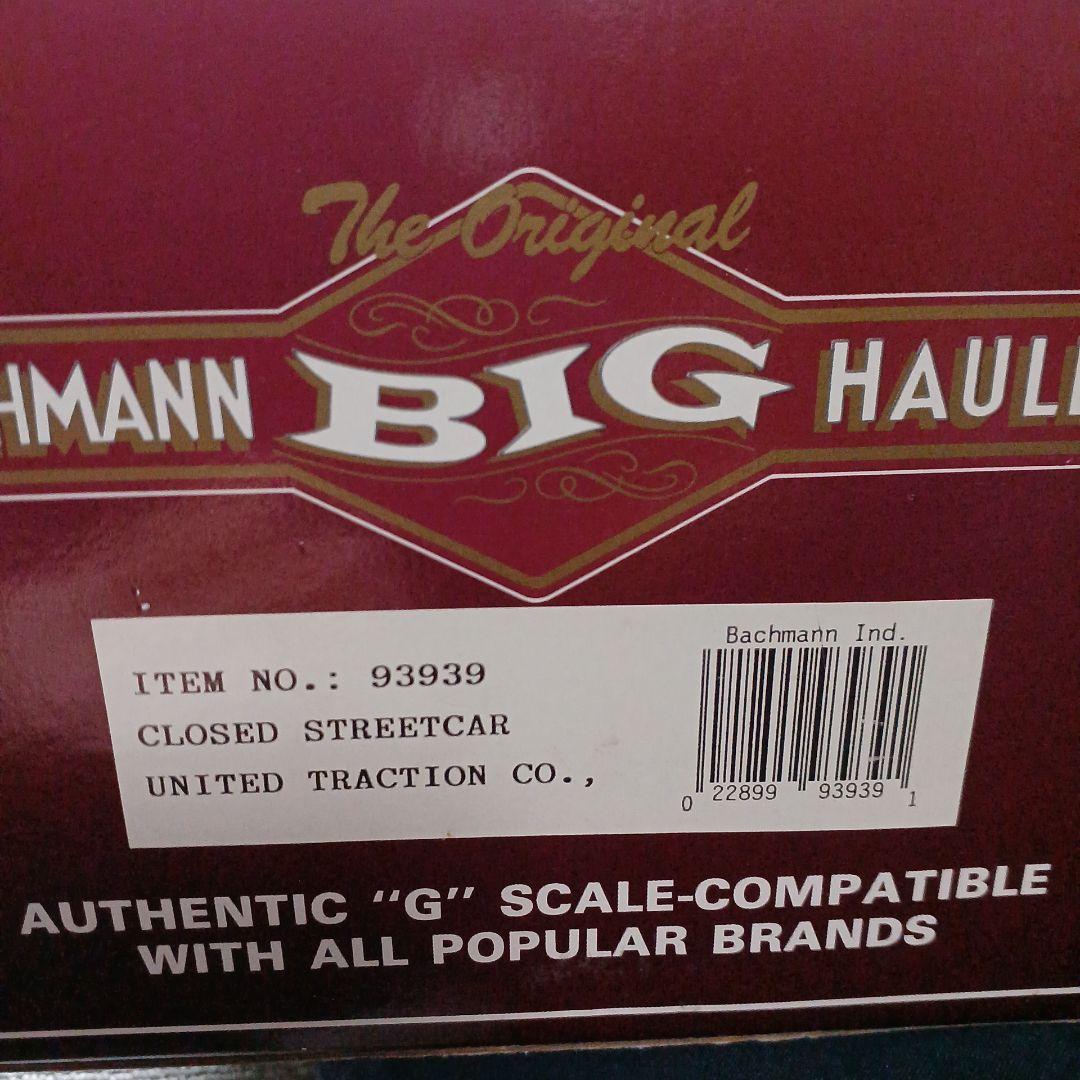 The Original
HMANN BIG HAUL
ITEM NO.: 93939
CLOSED STREETCAR
UNITED TRACTION CO.,
Bachmann Ind.
0 22899 93939 1
AUTHENTIC "G" SCALE-COMPATIBLE
WITH ALL POPULAR BRANDS